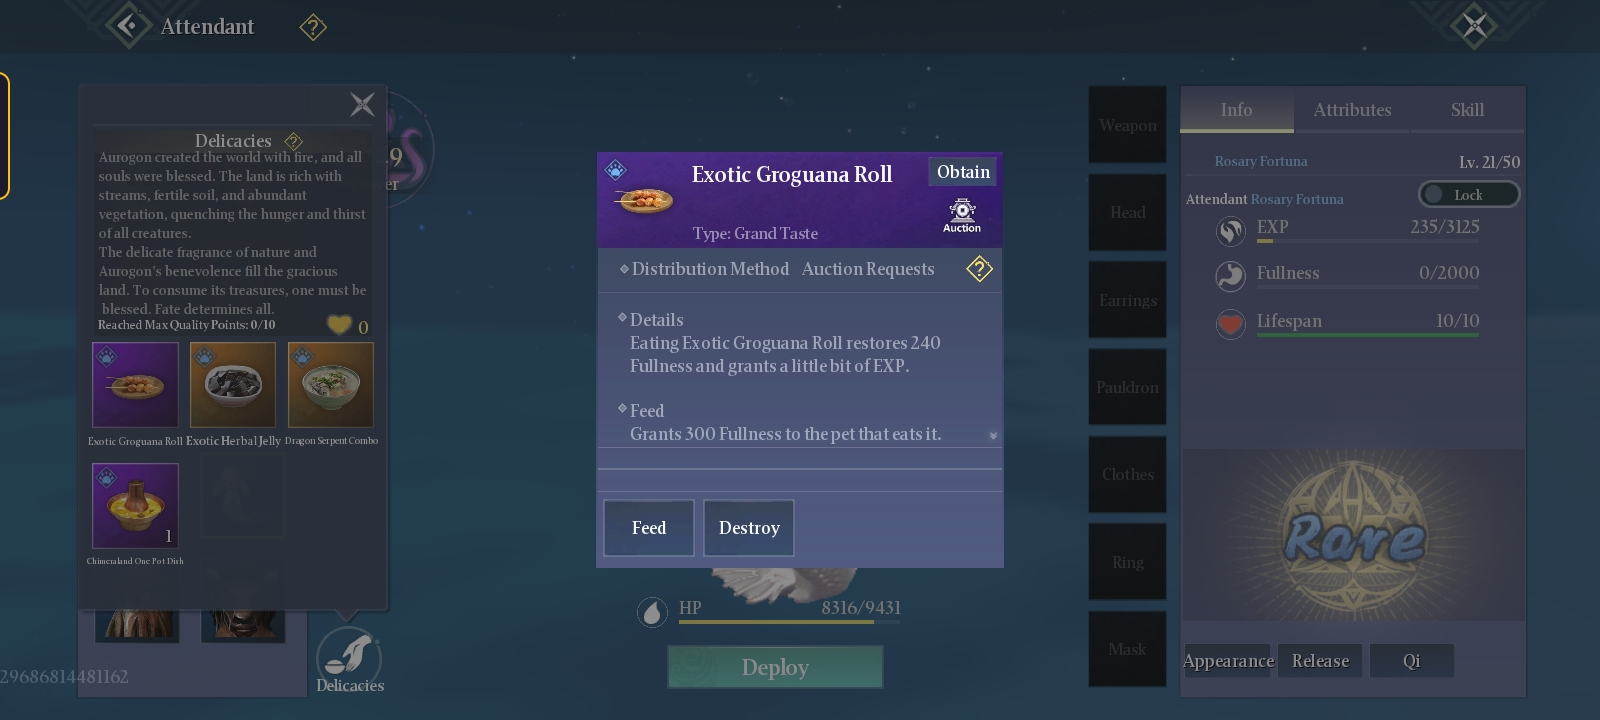 Attendant
Delicacies
Aurogon created the world with fire, and all
souls were blessed. The land is rich with
streams, fertile soil, and abundant
vegetation, quenching the hunger and thirst
of all creatures.
The delicate fragrance of nature and
Aurogon's benevolence fill the gracious
land. To consume its treasures, one must be
blessed. Fate determines all.
Reached Max Quality Points: 0/10
0
Exotic Groguana Roll
Exotic Herbal Jelly
Dragon Serpent Combo
1
Chimeraland One Pot Dish
29686814481162
Delicacies
Exotic Groguana Roll
Obtain
Auction
Type: Grand Taste
Distribution Method Auction Requests
Details
Eating Exotic Groguana Roll restores 240
Fullness and grants a little bit of EXP.
Feed
Grants 300 Fullness to the pet that eats it.
Feed
Destroy
HP 8316/9431
Deploy
Weapon
Head
Earrings
Pauldron
Clothes
Ring
Mask
Info
Attributes
Skill
Rosary Fortuna Lv. 21/50
Attendant Rosary Fortuna
Lock
EXP 235/3125
Fullness 0/2000
Lifespan 10/10
Rare
Appearance
Release
Qi